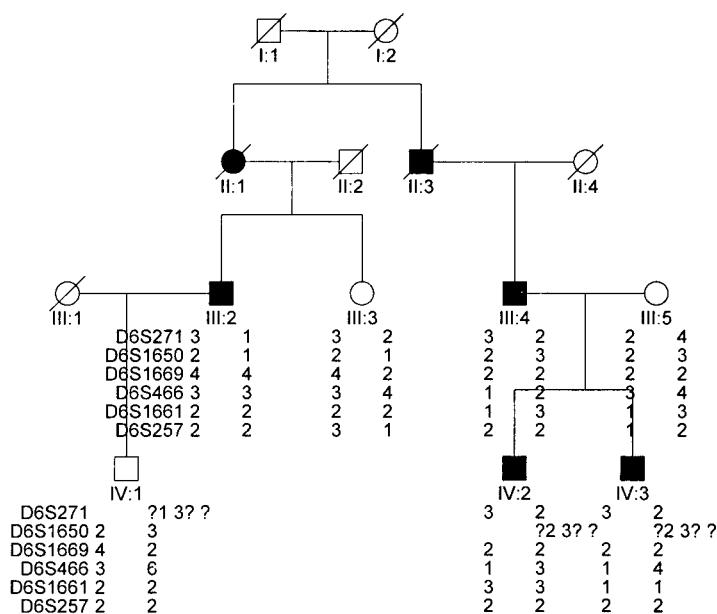 I:1 I:2
II:1 II:2 II:3 II:4
III:1 III:2 III:3 III:4 III:5
D6S271 3 1 3 2 3 2 2 4
D6S1650 2 1 2 1 2 3 2 3
D6S1669 4 4 4 2 2 2 2 2
D6S466 3 3 3 3 1 2 3 4
D6S1661 2 2 2 2 1 3 1 3
D6S257 2 2 3 1 2 2 1 2
IV:1 IV:2 IV:3
D6S271 ?1 3? ? 3 2 3 2
D6S1650 2 3 ?2 3? ? ?2 3? ?
D6S1669 4 2 2 2 2 2
D6S466 3 6 1 3 1 4
D6S1661 2 2 3 3 1 1
D6S257 2 2 2 2 2 2